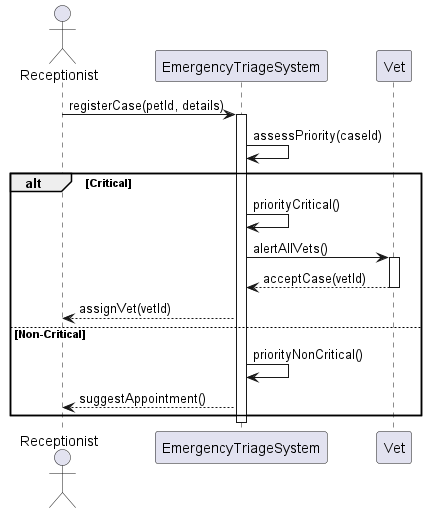 Receptionist
EmergencyTriageSystem
Vet
registerCase(petId, details)
assessPriority(caseId)
alt
[Critical]
priorityCritical()
alertAllVets()
acceptCase(vetId)
assignVet(vetId)
[Non-Critical]
priorityNonCritical()
suggestAppointment()
Receptionist
EmergencyTriageSystem
Vet